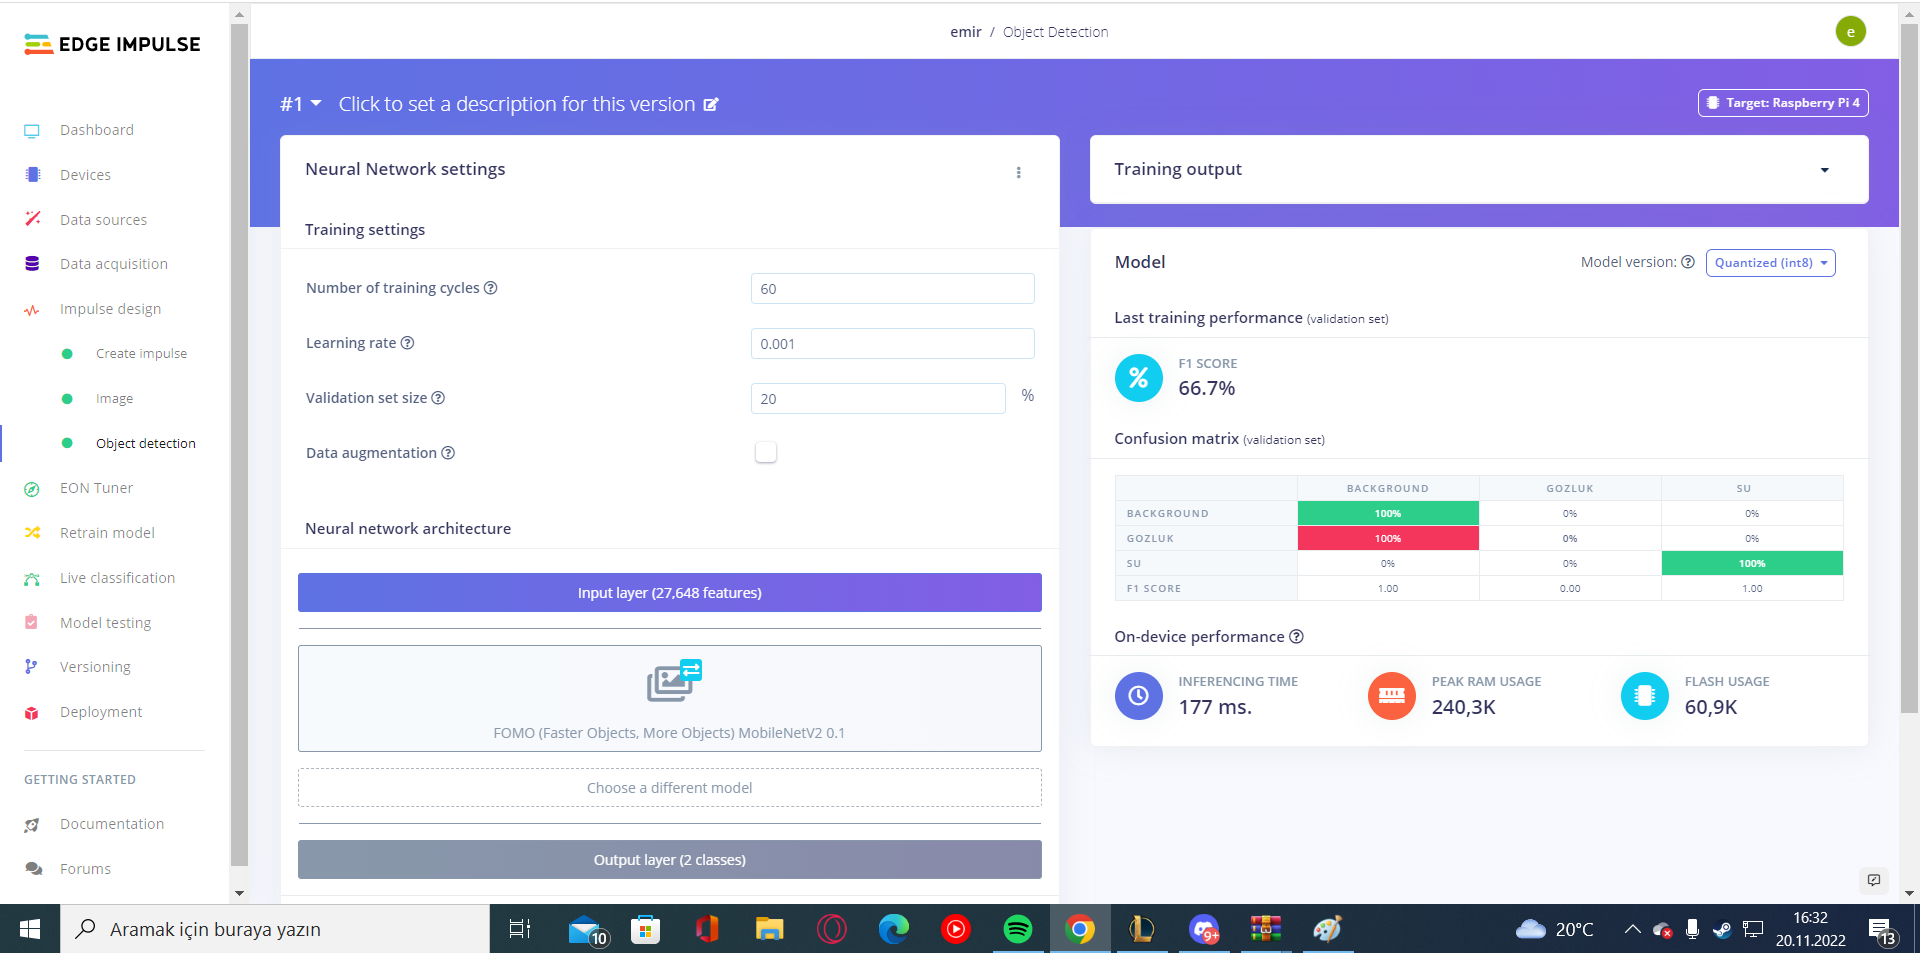 EDGE IMPULSE
emir / Object Detection
e
Dashboard
Devices
Data sources
Data acquisition
Impulse design
Create impulse
Image
Object detection
EON Tuner
Retrain model
Live classification
Model testing
Versioning
Deployment
GETTING STARTED
Documentation
Forums
#1 Click to set a description for this version
Target: Raspberry Pi 4
Neural Network settings
Training settings
Number of training cycles ?
60
Learning rate ?
0.001
Validation set size ?
20
%
Data augmentation ?
Neural network architecture
Input layer (27,648 features)
FOMO (Faster Objects, More Objects) MobileNetV2 0.1
Choose a different model
Output layer (2 classes)
Training output
Model
Model version: ? Quantized (int8)
Last training performance (validation set)
%
F1 SCORE
66.7%
Confusion matrix (validation set)
BACKGROUND GOZLUK SU
BACKGROUND 100% 0% 0%
GOZLUK 100% 0% 0%
SU 0% 0% 100%
F1 SCORE 1.00 0.00 1.00
On-device performance ?
INFERENCING TIME
177 ms.
PEAK RAM USAGE
240,3K
FLASH USAGE
60,9K
Aramak için buraya yazın
10
9+
20°C
16:32
20.11.2022
13